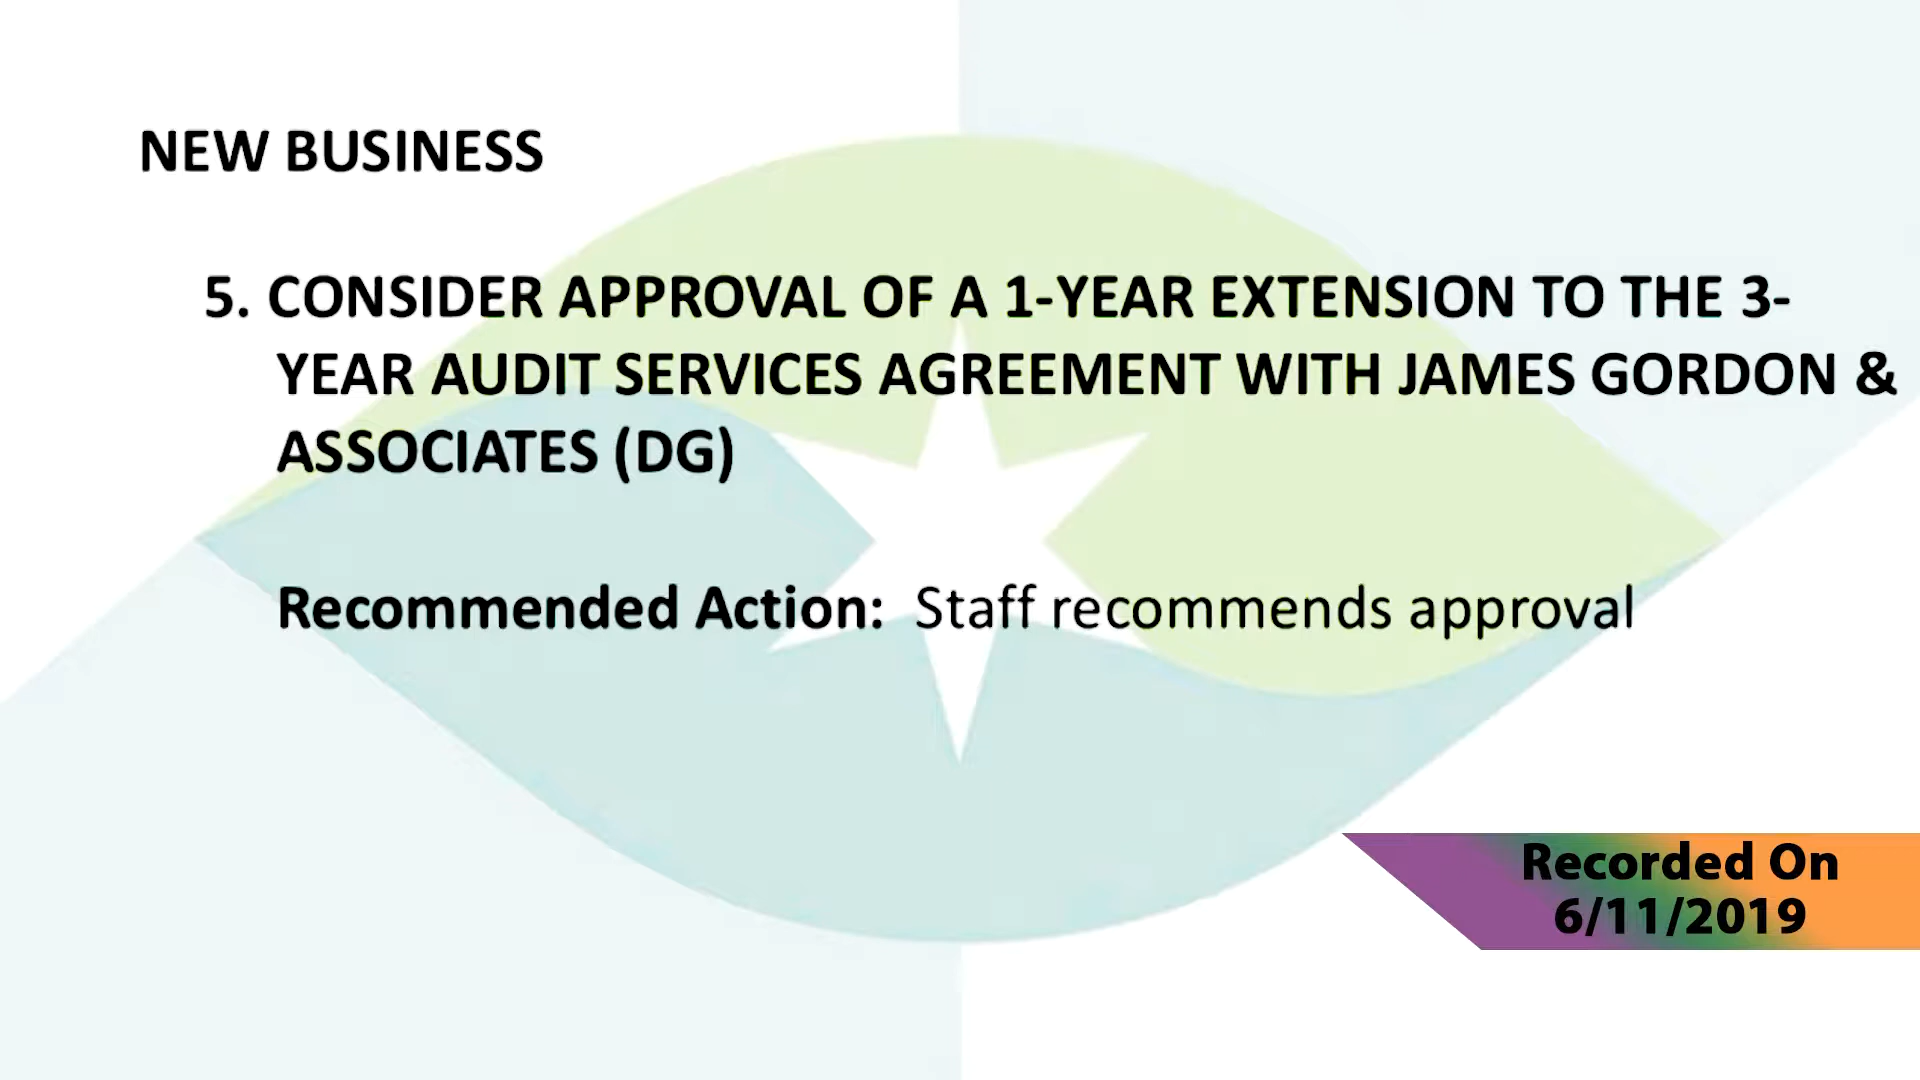 NEW BUSINESS
5. CONSIDER APPROVAL OF A 1-YEAR EXTENSION TO THE 3-
YEAR AUDIT SERVICES AGREEMENT WITH JAMES GORDON &
ASSOCIATES (DG)
Recommended Action: Staff recommends approval
Recorded On
6/11/2019